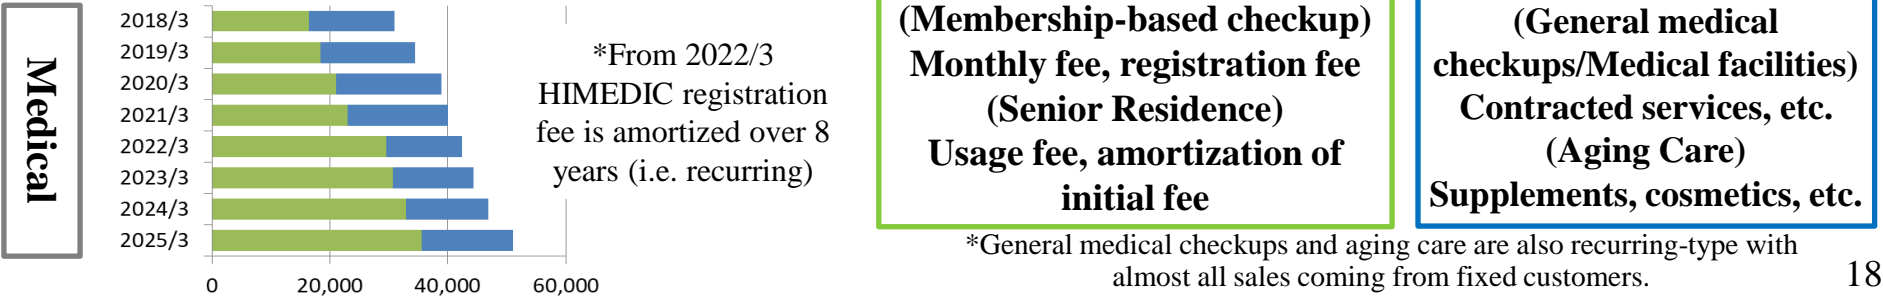 Medical
2018/3
2019/3
2020/3
2021/3
2022/3
2023/3
2024/3
2025/3
0 20,000 40,000 60,000
*From 2022/3
HIMEDIC registration
fee is amortized over 8
years (i.e. recurring)
(Membership-based checkup)
Monthly fee, registration fee
(Senior Residence)
Usage fee, amortization of
initial fee
(General medical
checkups/Medical facilities)
Contracted services, etc.
(Aging Care)
Supplements, cosmetics, etc.
*General medical checkups and aging care are also recurring-type with
almost all sales coming from fixed customers.
18